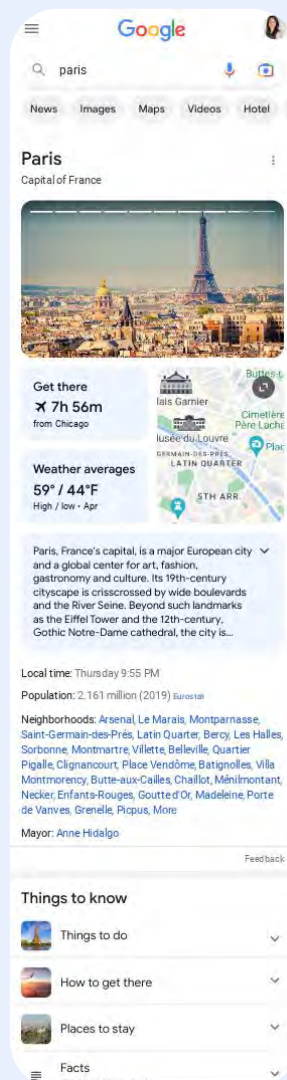 Google
paris
News Images Maps Videos Hotel
Paris
Capital of France
Get there
7h 56m
from Chicago
Weather averages
59° / 44°F
High / low • Apr
Buttes-
lais Garnier
Cimetière
Père Lacha
lusée du Louvre
Plac
GERMAIN-DES-PRÉS
LATIN QUARTER
5TH ARR.
Paris, France's capital, is a major European city
and a global center for art, fashion,
gastronomy and culture. Its 19th-century
cityscape is crisscrossed by wide boulevards
and the River Seine. Beyond such landmarks
as the Eiffel Tower and the 12th-century,
Gothic Notre-Dame cathedral, the city is...
Local time: Thursday 9:55 PM
Population: 2.161 million (2019) Eurostat
Neighborhoods: Arsenal, Le Marais, Montparnasse,
Saint-Germain-des-Prés, Latin Quarter, Bercy, Les Halles,
Sorbonne, Montmartre, Villette, Belleville, Quartier
Pigalle, Clignancourt, Place Vendôme, Batignolles, Villa
Montmorency, Butte-aux-Cailles, Chaillot, Ménilmontant,
Necker, Enfants-Rouges, Goutte d'Or, Madeleine, Porte
de Vanves, Grenelle, Picpus, More
Mayor: Anne Hidalgo
Feedback
Things to know
Things to do
How to get there
Places to stay
Facts